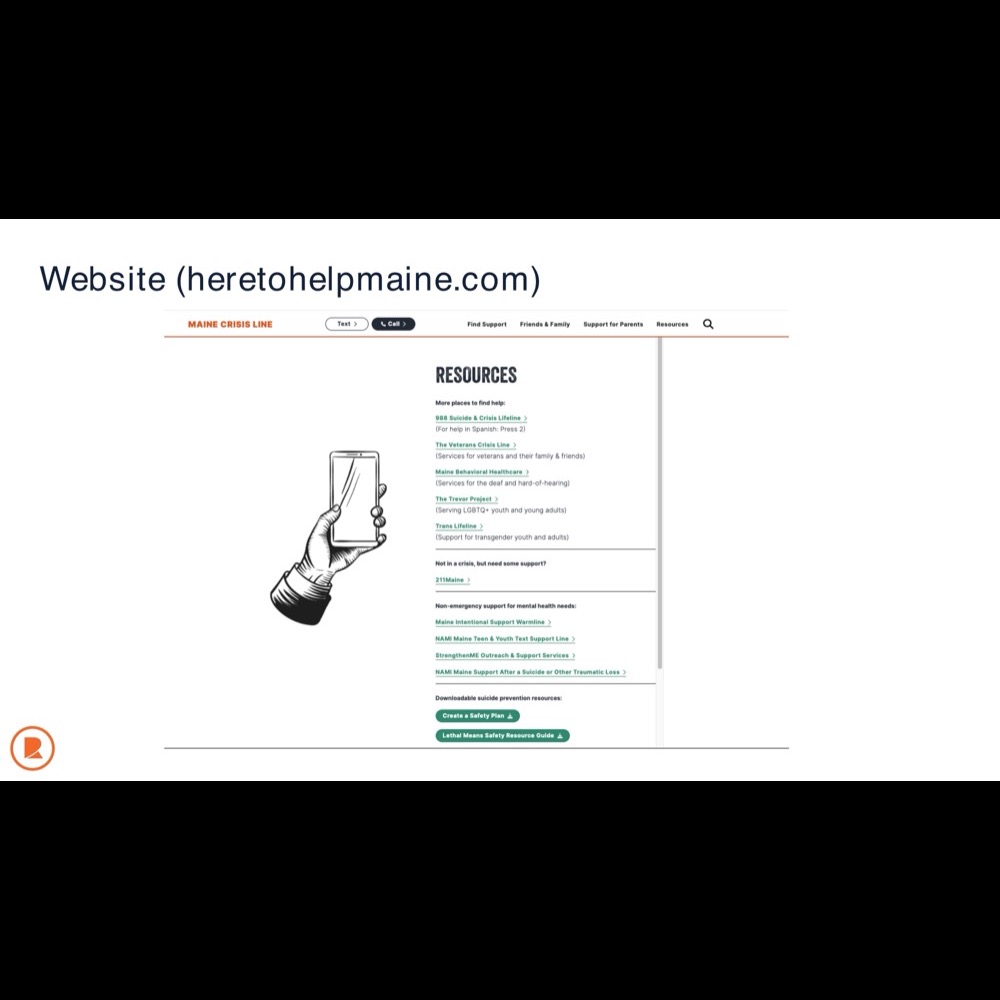 Website (heretohelpmaine.com)
MAINE CRISIS LINE
Text >
Call >
Find Support
Friends & Family
Support for Parents
Resources
RESOURCES
More places to find help:
988 Suicide & Crisis Lifeline >
(For help in Spanish: Press 2)
The Veterans Crisis Line >
(Services for veterans and their family & friends)
Maine Behavioral Healthcare >
(Services for the deaf and hard-of-hearing)
The Trevor Project >
(Serving LGBTQ+ youth and young adults)
Trans Lifeline >
(Support for transgender youth and adults)
Not in a crisis, but need some support?
211Maine >
Non-emergency support for mental health needs:
Maine Intentional Support Warmline >
NAMI Maine Teen & Youth Text Support Line >
StrengthenME Outreach & Support Services >
NAMI Maine Support After a Suicide or Other Traumatic Loss >
Downloadable suicide prevention resources:
Create a Safety Plan
Lethal Means Safety Resource Guide
R